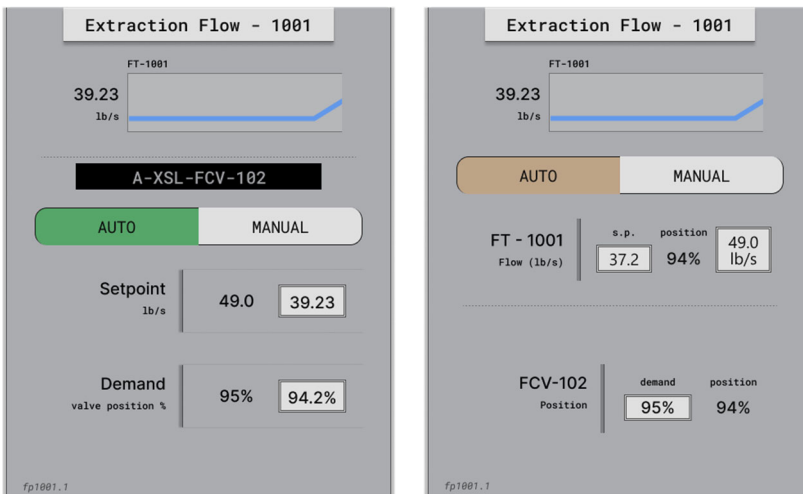 Extraction Flow - 1001
FT-1001
39.23
lb/s
A-XSL-FCV-102
AUTO MANUAL
Setpoint
lb/s
49.0 39.23
Demand
valve position %
95% 94.2%
fp1001.1
Extraction Flow - 1001
FT-1001
39.23
lb/s
AUTO MANUAL
FT - 1001
Flow (lb/s)
s.p. position
37.2 94% 49.0
lb/s
FCV-102
Position
demand position
95% 94%
fp1001.1